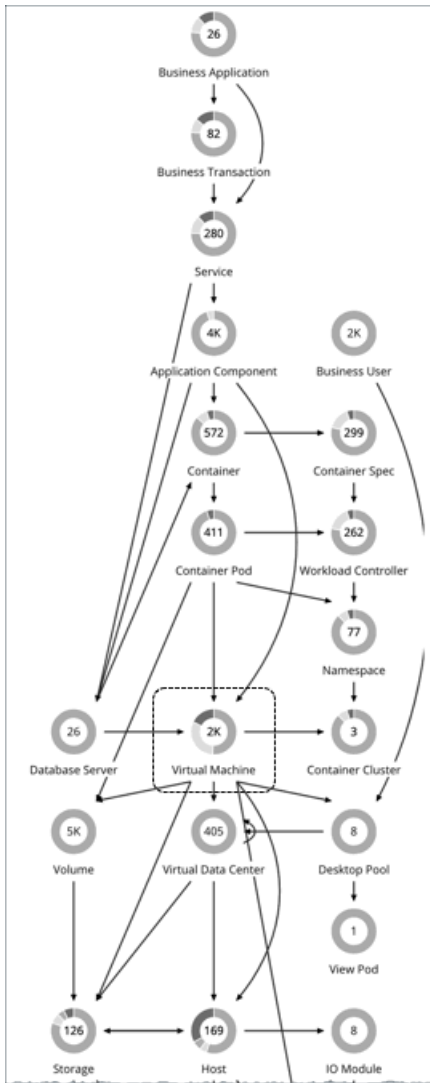 26
Business Application
82
Business Transaction
280
Service
4K 2K
Application Component Business User
572 299
Container Container Spec
411 262
Container Pod Workload Controller
77
Namespace
26 2K 3
Database Server Virtual Machine Container Cluster
5K 405 8
Volume Virtual Data Center Desktop Pool
1
View Pod
126 169 8
Storage Host IO Module